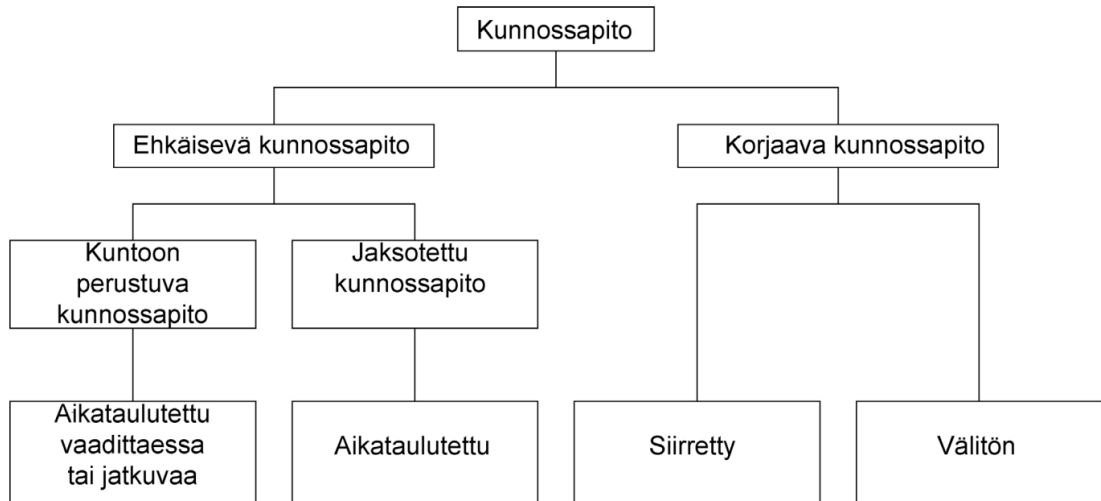 Kunnossapito
Ehkäisevä kunnossapito
Korjaava kunnossapito
Kuntoon
perustuva
kunnossapito
Jaksotettu
kunnossapito
Aikataulutettu
vaadittaessa
tai jatkuvaa
Aikataulutettu
Siirretty
Välitön